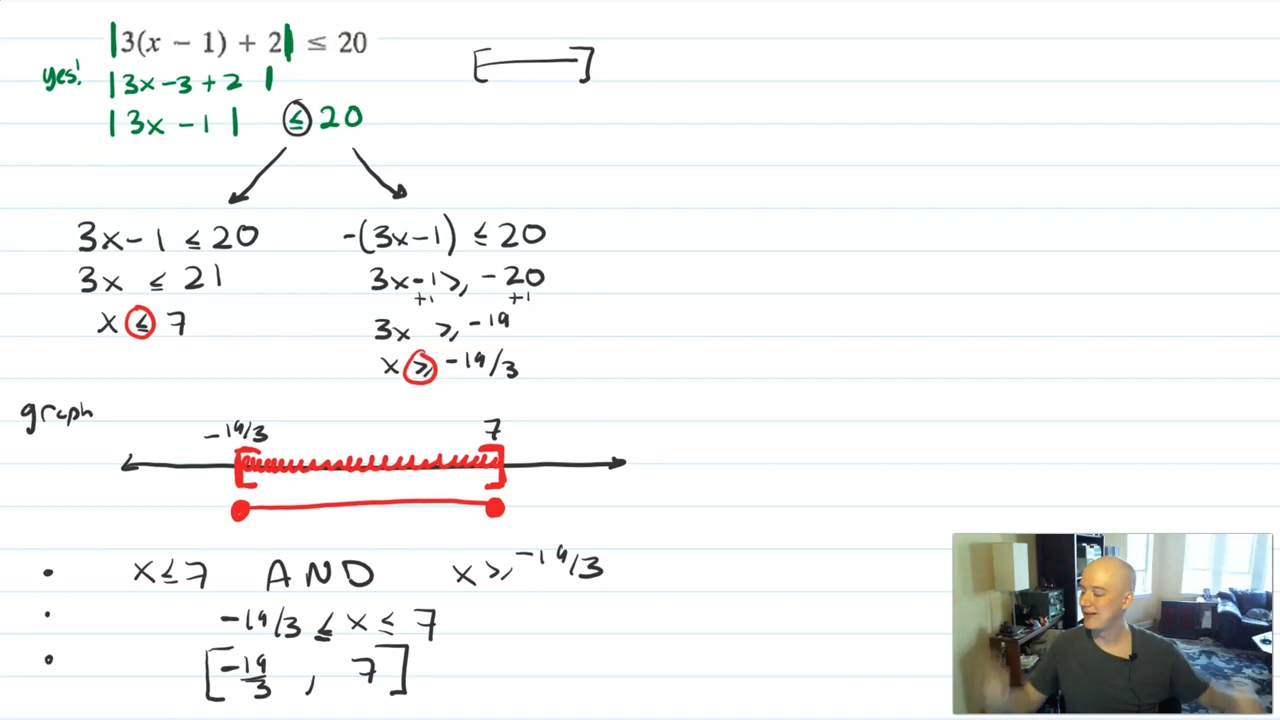 |3(x − 1) + 2| ≤ 20
yes! |3x − 3 + 2 |
|3x − 1| ≤ 20
3x − 1 ≤ 20 -(3x−1) ≤ 20
3x ≤ 21 3x−1 ≥ −20
+1 +1
x ≤ 7 3x ≥ −19
x ≥ −19/3
graph
−19/3 7
• x ≤ 7 AND x ≥ −19/3
• −19/3 ≤ x ≤ 7
• [−19/3 , 7]